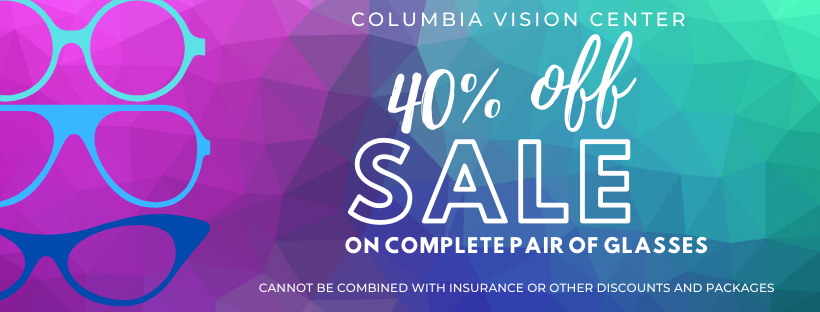 COLUMBIA VISION CENTER
40% off
SALE
ON COMPLETE PAIR OF GLASSES
CANNOT BE COMBINED WITH INSURANCE OR OTHER DISCOUNTS AND PACKAGES